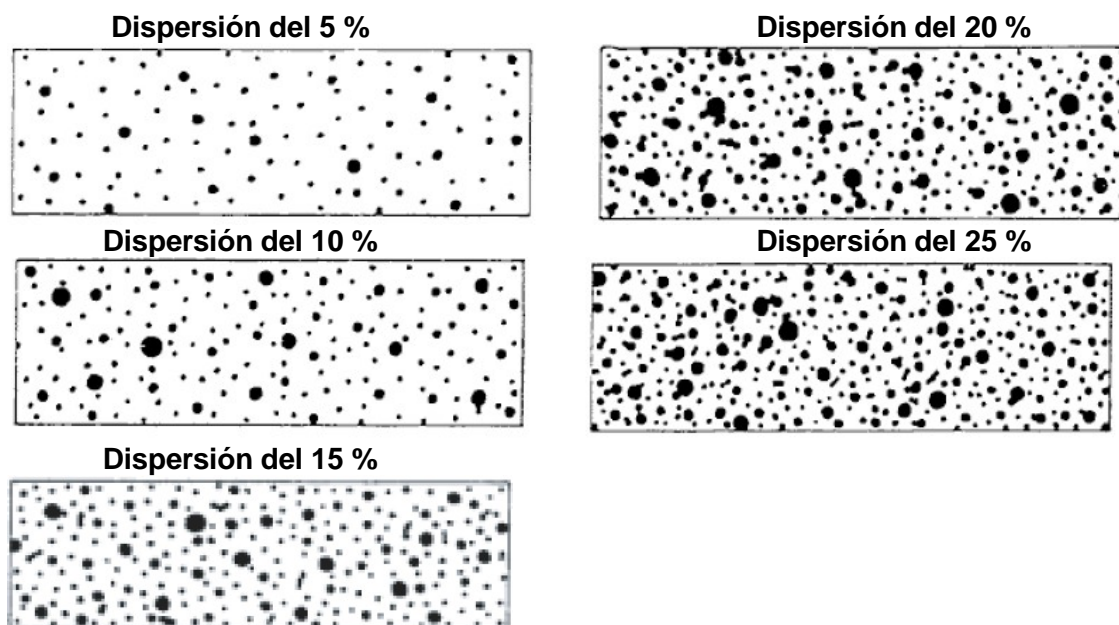 Dispersión del 5 %
Dispersión del 20 %
Dispersión del 10 %
Dispersión del 25 %
Dispersión del 15 %